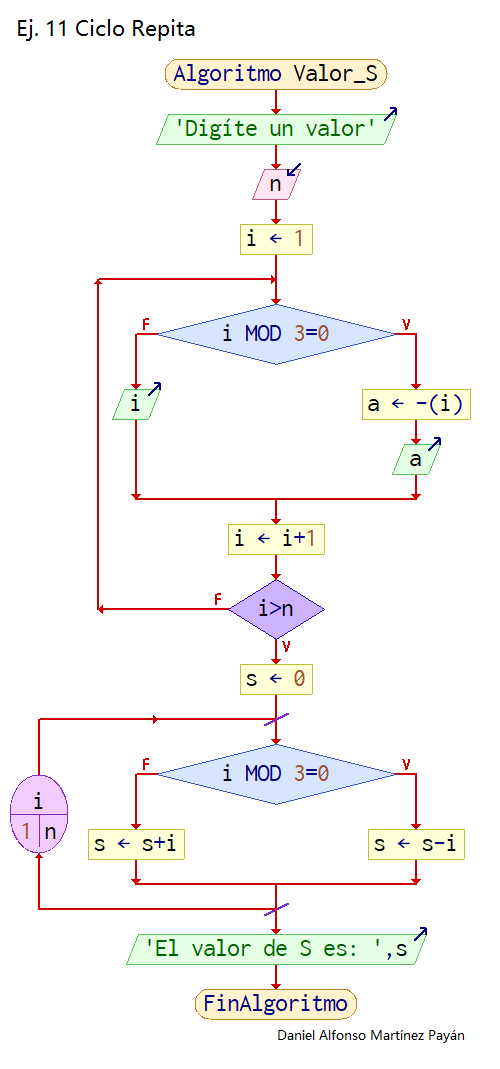 Ej. 11 Ciclo Repita
Algoritmo Valor_S
'Digíte un valor'
n
i ← 1
F
V
i MOD 3=0
i
a ← -(i)
a
i ← i+1
F
i>n
V
s ← 0
F
V
i MOD 3=0
i
1 n
s ← s+i
s ← s-i
'El valor de S es: ',s
FinAlgoritmo
Daniel Alfonso Martínez Payán